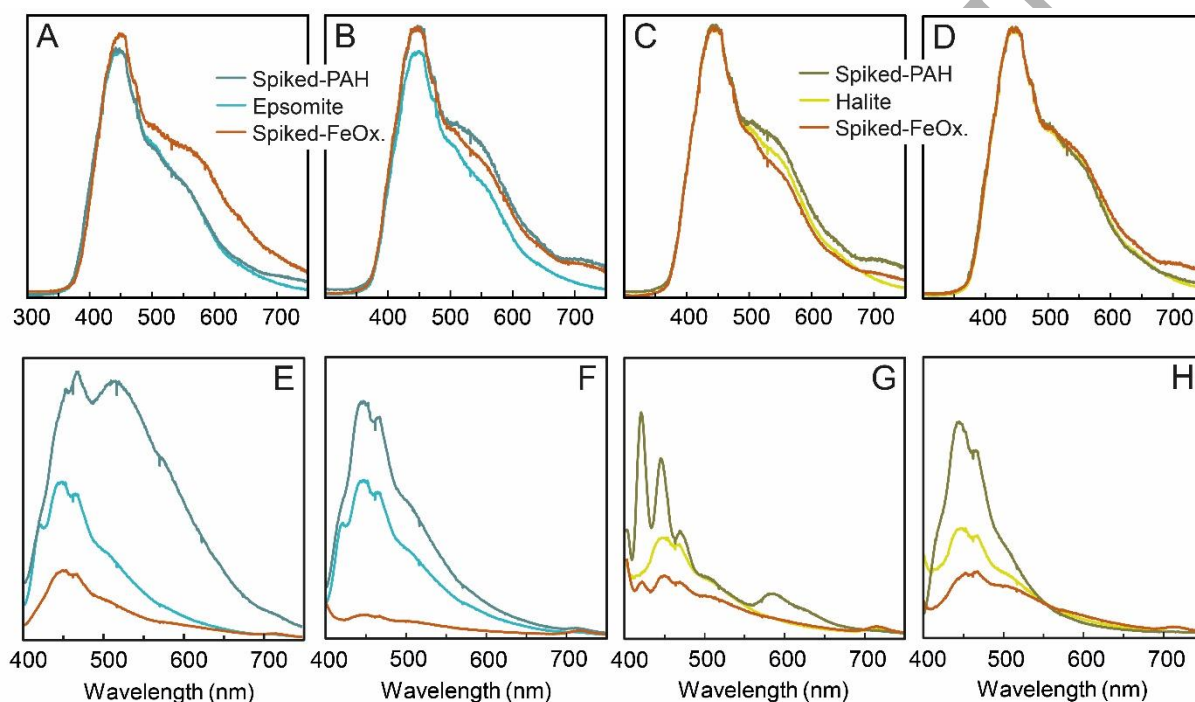 A B C D
Spiked-PAH
Epsomite
Spiked-FeOx.
Spiked-PAH
Halite
Spiked-FeOx.
300 400 500 600 700 400 500 600 700 400 500 600 700 400 500 600 700
E F G H
400 500 600 700 400 500 600 700 400 500 600 700 400 500 600 700
Wavelength (nm) Wavelength (nm) Wavelength (nm) Wavelength (nm)